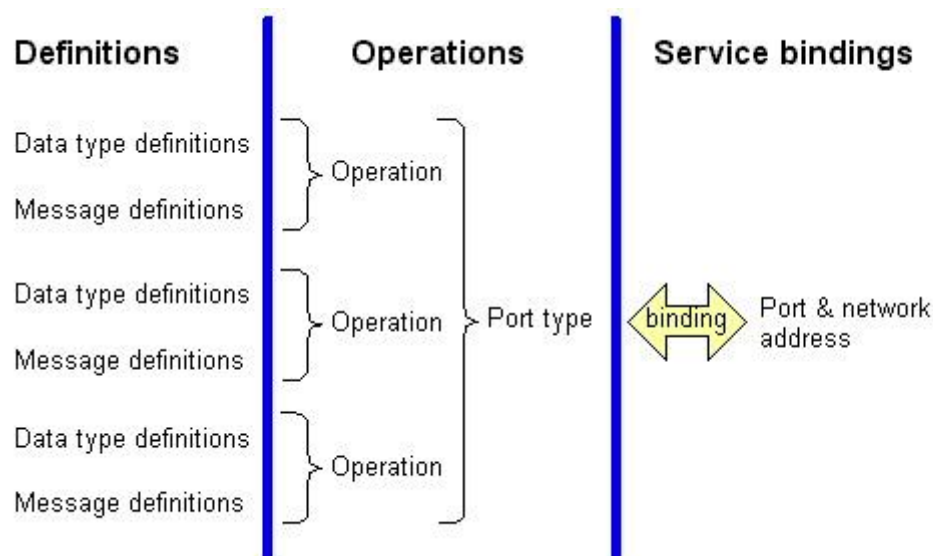 Definitions
Operations
Service bindings
Data type definitions
Message definitions
Operation
Data type definitions
Message definitions
Operation
Data type definitions
Message definitions
Operation
Port type
binding
Port & network
address